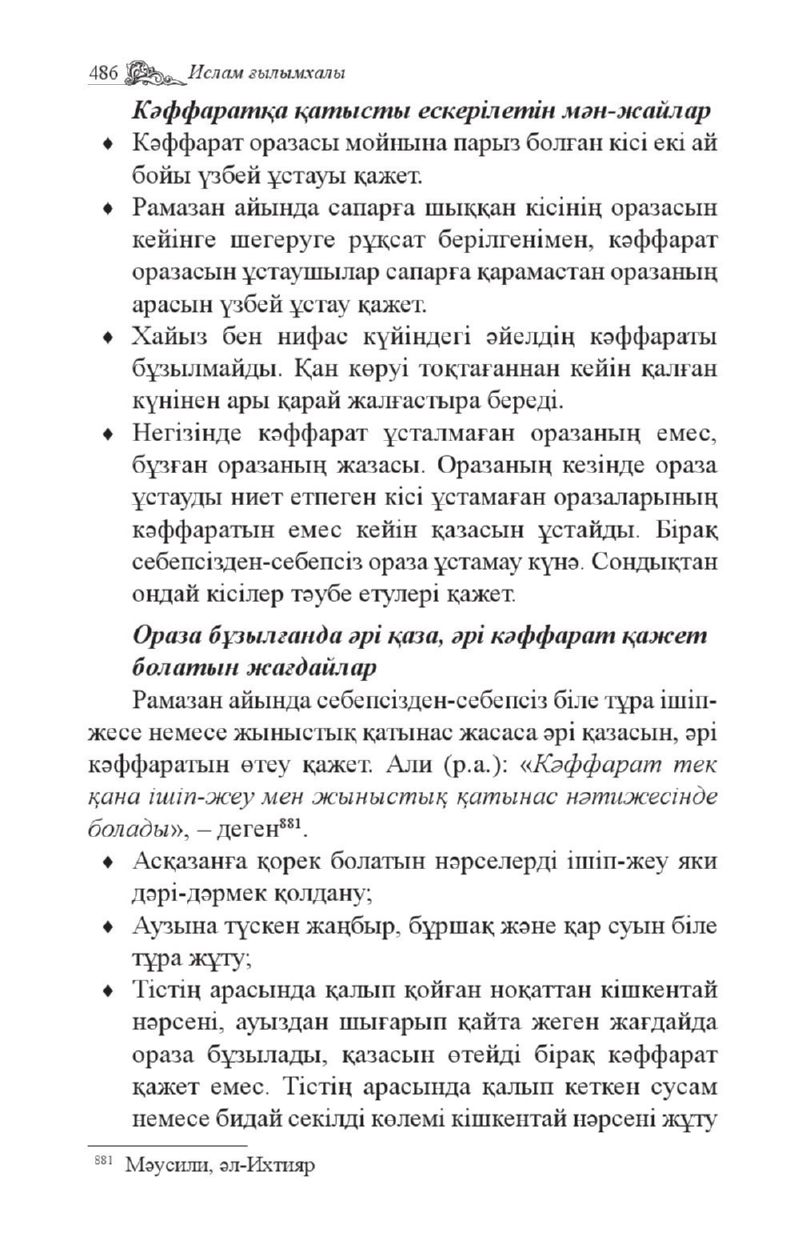 486 Ислам ғылымхалы
Кәффаратқа қатысты ескерілетін мән-жайлар
♦ Кәффарат оразасы мойнына парыз болған кісі екі ай
бойы үзбей ұстауы қажет.
♦ Рамазан айында сапарға шыққан кісінің оразасын
кейінге шегеруге рұқсат берілгенімен, кәффарат
оразасын ұстаушылар сапарға қарамастан оразаның
арасын үзбей ұстау қажет.
♦ Хайыз бен нифас күйіндегі әйелдің кәффараты
бұзылмайды. Қан көруі тоқтағаннан кейін қалған
күнінен ары қарай жалғастыра береді.
♦ Негізінде кәффарат ұсталмаған оразаның емес,
бұзған оразаның жазасы. Оразаның кезінде ораза
ұстауды ниет етпеген кісі ұстамаған оразаларының
кәффаратын емес кейін қазасын ұстайды. Бірақ
себепсізден-себепсіз ораза ұстамау күнә. Сондықтан
ондай кісілер тәубе етулері қажет.
Ораза бұзылғанда әрі қаза, әрі кәффарат қажет
болатын жағдайлар
Рамазан айында себепсізден-себепсіз біле тұра ішіп-
жесе немесе жыныстық қатынас жасаса әрі қазасын, әрі
кәффаратын өтеу қажет. Али (р.а.): «Кәффарат тек
қана ішіп-жеу мен жыныстық қатынас нәтижесінде
болады», – деген⁸⁸¹.
♦ Асқазанға қорек болатын нәрселерді ішіп-жеу яки
дәрі-дәрмек қолдану;
♦ Аузына түскен жаңбыр, бұршақ және қар суын біле
тұра жұту;
♦ Тістің арасында қалып қойған ноқаттан кішкентай
нәрсені, ауыздан шығарып қайта жеген жағдайда
ораза бұзылады, қазасын өтейді бірақ кәффарат
қажет емес. Тістің арасында қалып кеткен сусам
немесе бидай секілді көлемі кішкентай нәрсені жұту
⁸⁸¹ Мәусили, әл-Ихтияр